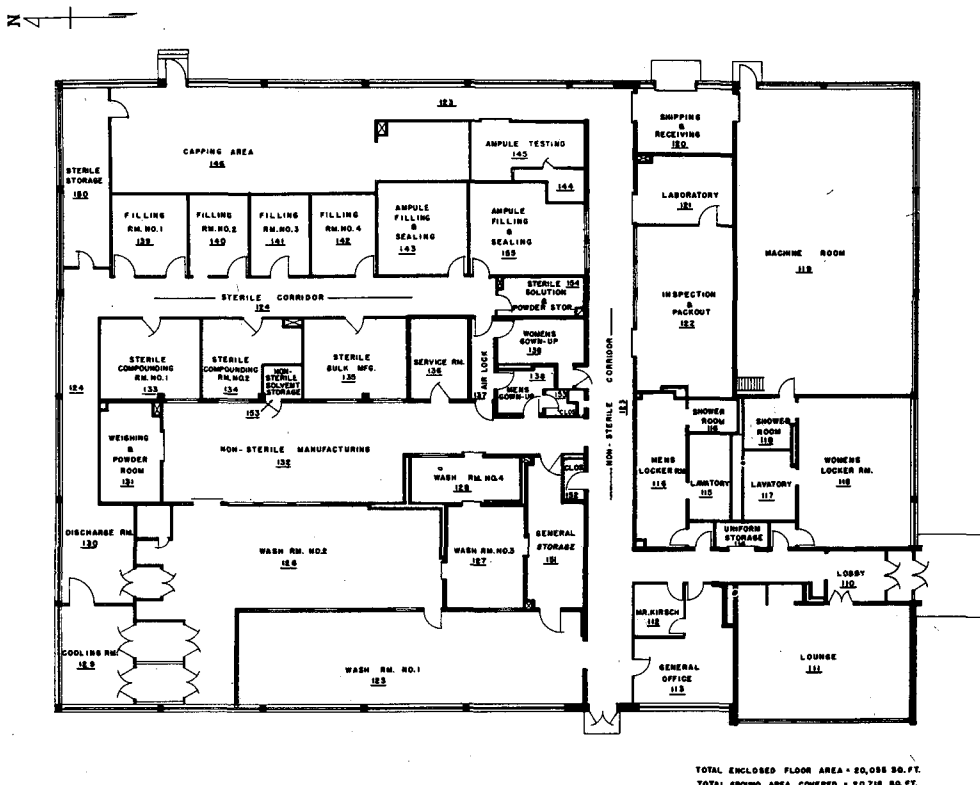 N
123
CAPPING AREA
146
STERILE
STORAGE
150
AMPULE TESTING
145
144
SHIPPING
&
RECEIVING
120
LABORATORY
121
MACHINE ROOM
119
FILLING
RM. NO.1
139
FILLING
RM. NO.2
140
FILLING
RM. NO.3
141
FILLING
RM. NO.4
142
AMPULE
FILLING
&
SEALING
143
AMPULE
FILLING
&
SEALING
155
INSPECTION
&
PACKOUT
122
STERILE CORRIDOR
124
STERILE 154
SOLUTION
&
POWDER STOR.
WOMENS
GOWN-UP
138
NON-STERILE CORRIDOR
123
124
STERILE
COMPOUNDING
RM. NO.1
133
STERILE
COMPOUNDING
RM. NO.2
134
NON-
STERILE
SOLVENT
STORAGE
153
STERILE
BULK MFG.
135
SERVICE RM.
136
AIR LOCK
137
138
MENS
GOWN-UP
CLOS
WEIGHING
&
POWDER
ROOM
131
NON-STERILE MANUFACTURING
132
WASH RM. NO.4
128
CLOS
152
GENERAL
STORAGE
151
MENS
LOCKER RM.
116
SHOWER
ROOM
116
LAVATORY
115
SHOWER
ROOM
118
LAVATORY
117
WOMENS
LOCKER RM.
118
UNIFORM
STORAGE
114
DISCHARGE RM.
130
WASH RM. NO.2
126
WASH RM. NO.3
127
LOBBY
110
COOLING RM.
129
WASH RM. NO.1
123
MR. KIRSCH
112
GENERAL
OFFICE
113
LOUNGE
111
TOTAL ENCLOSED FLOOR AREA = 20,055 SQ. FT.